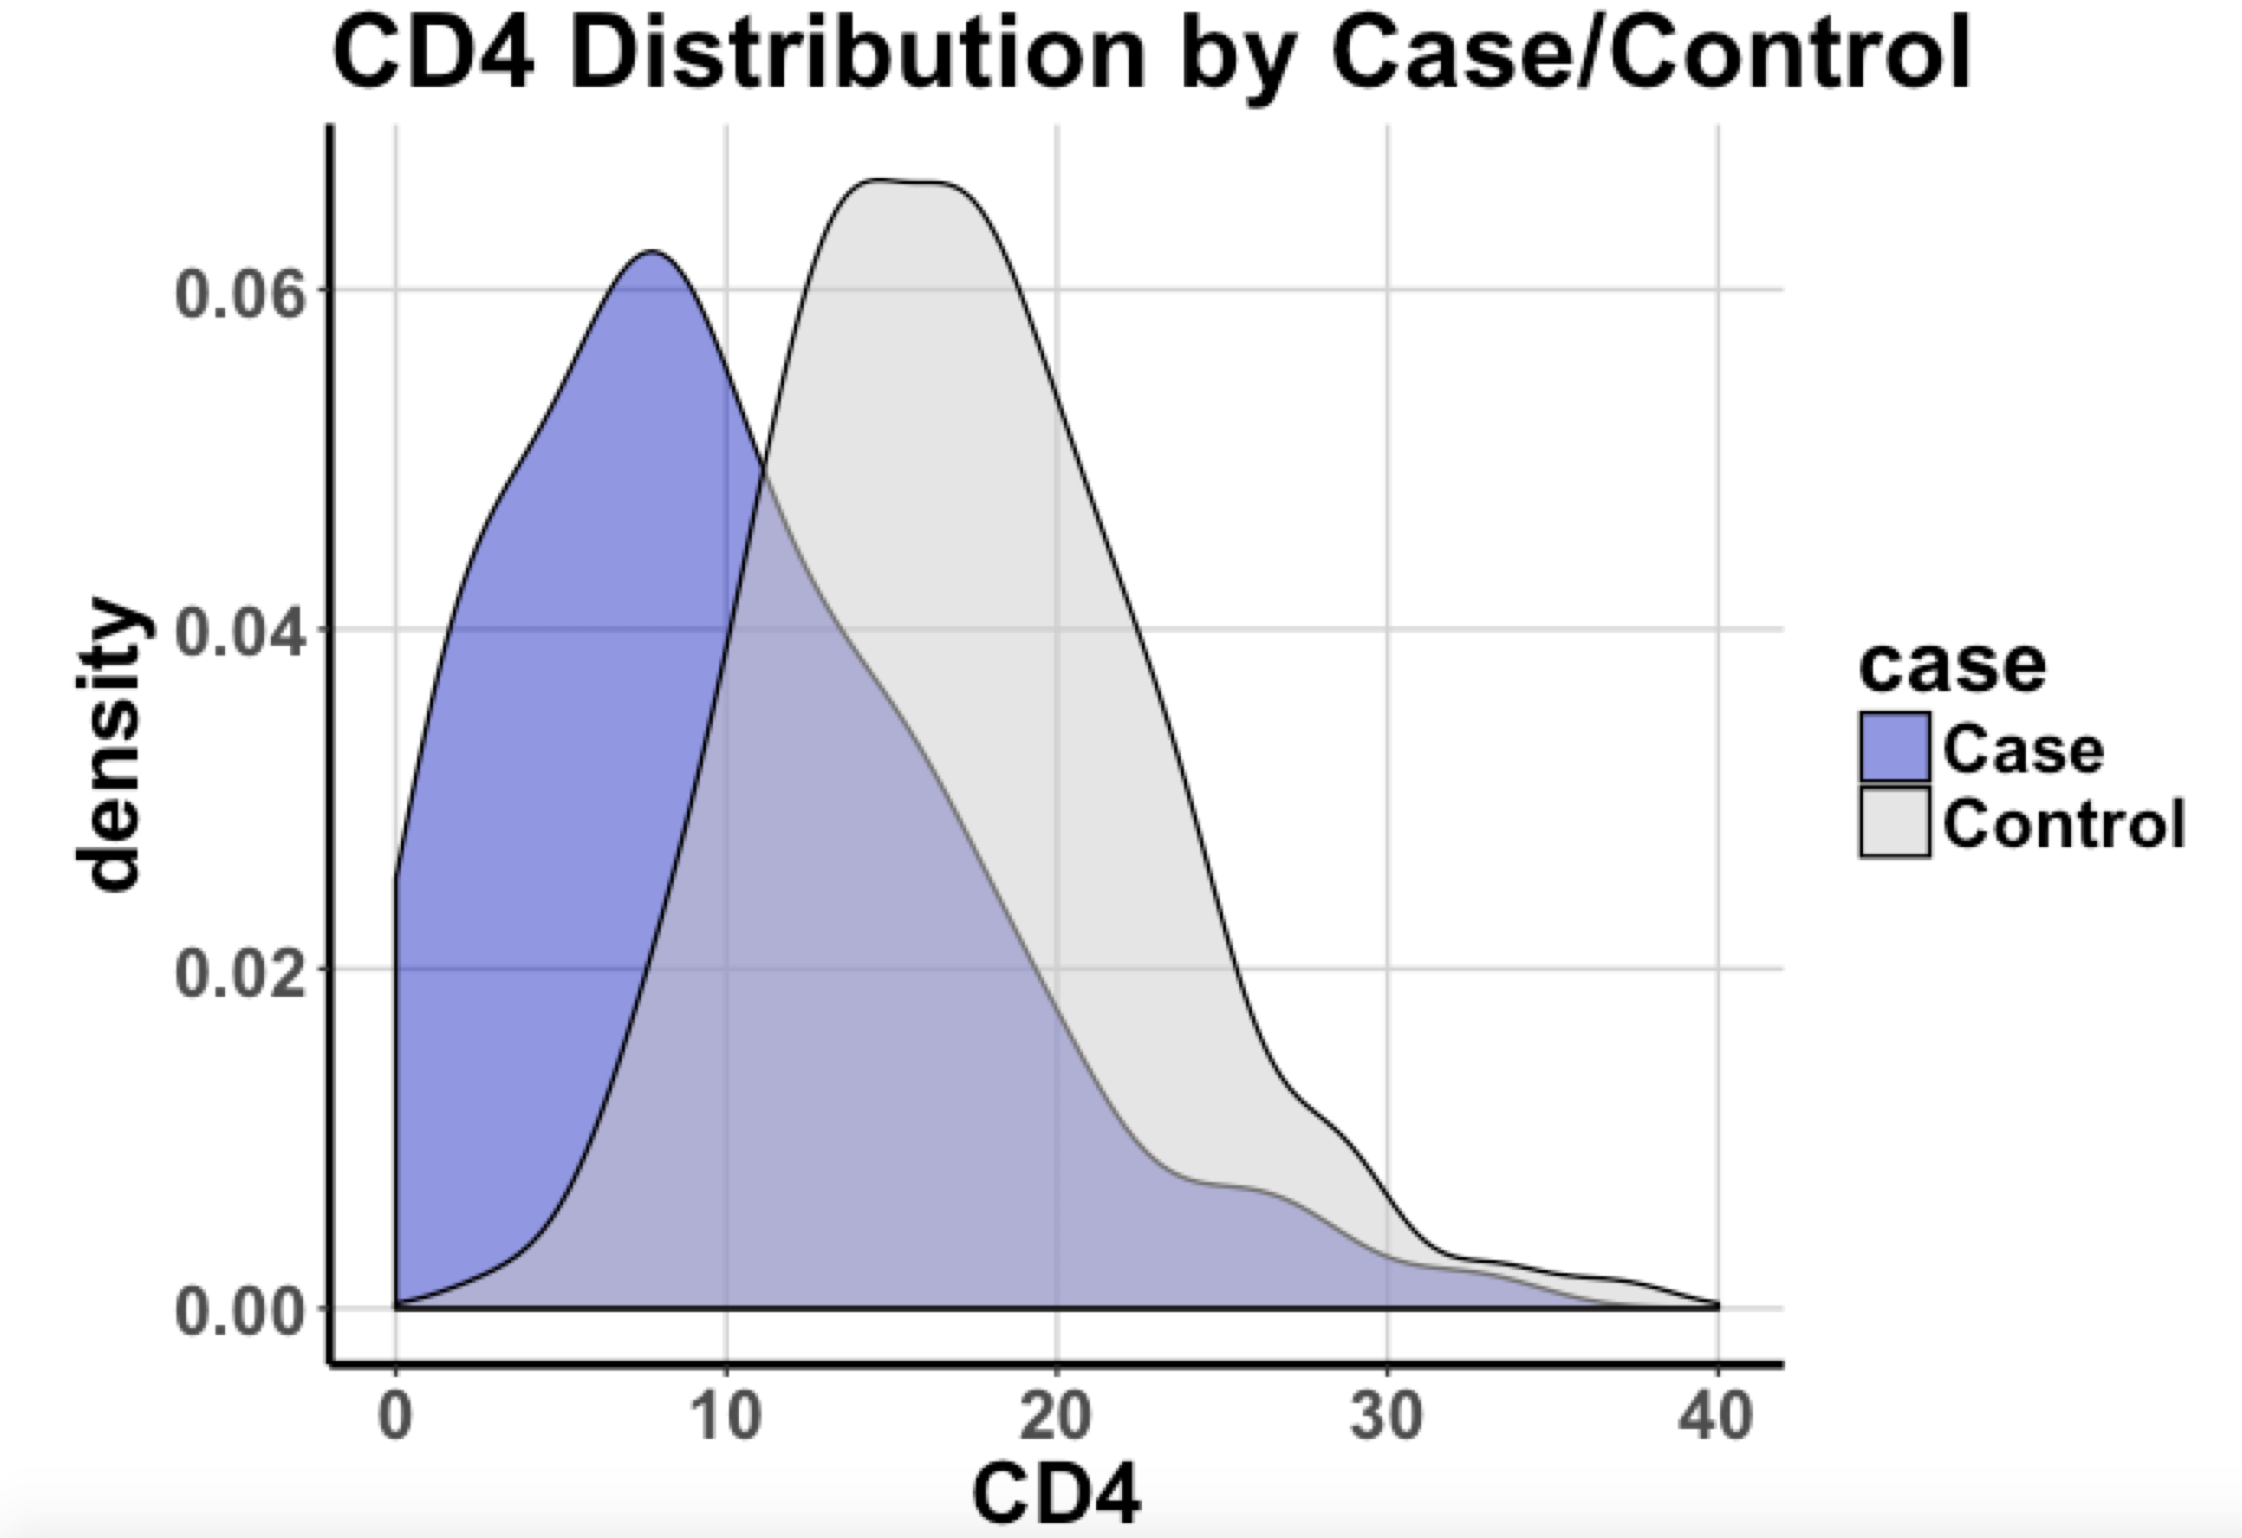 CD4 Distribution by Case/Control
density
0.06
0.04
0.02
0.00
0 10 20 30 40
CD4
case
Case
Control